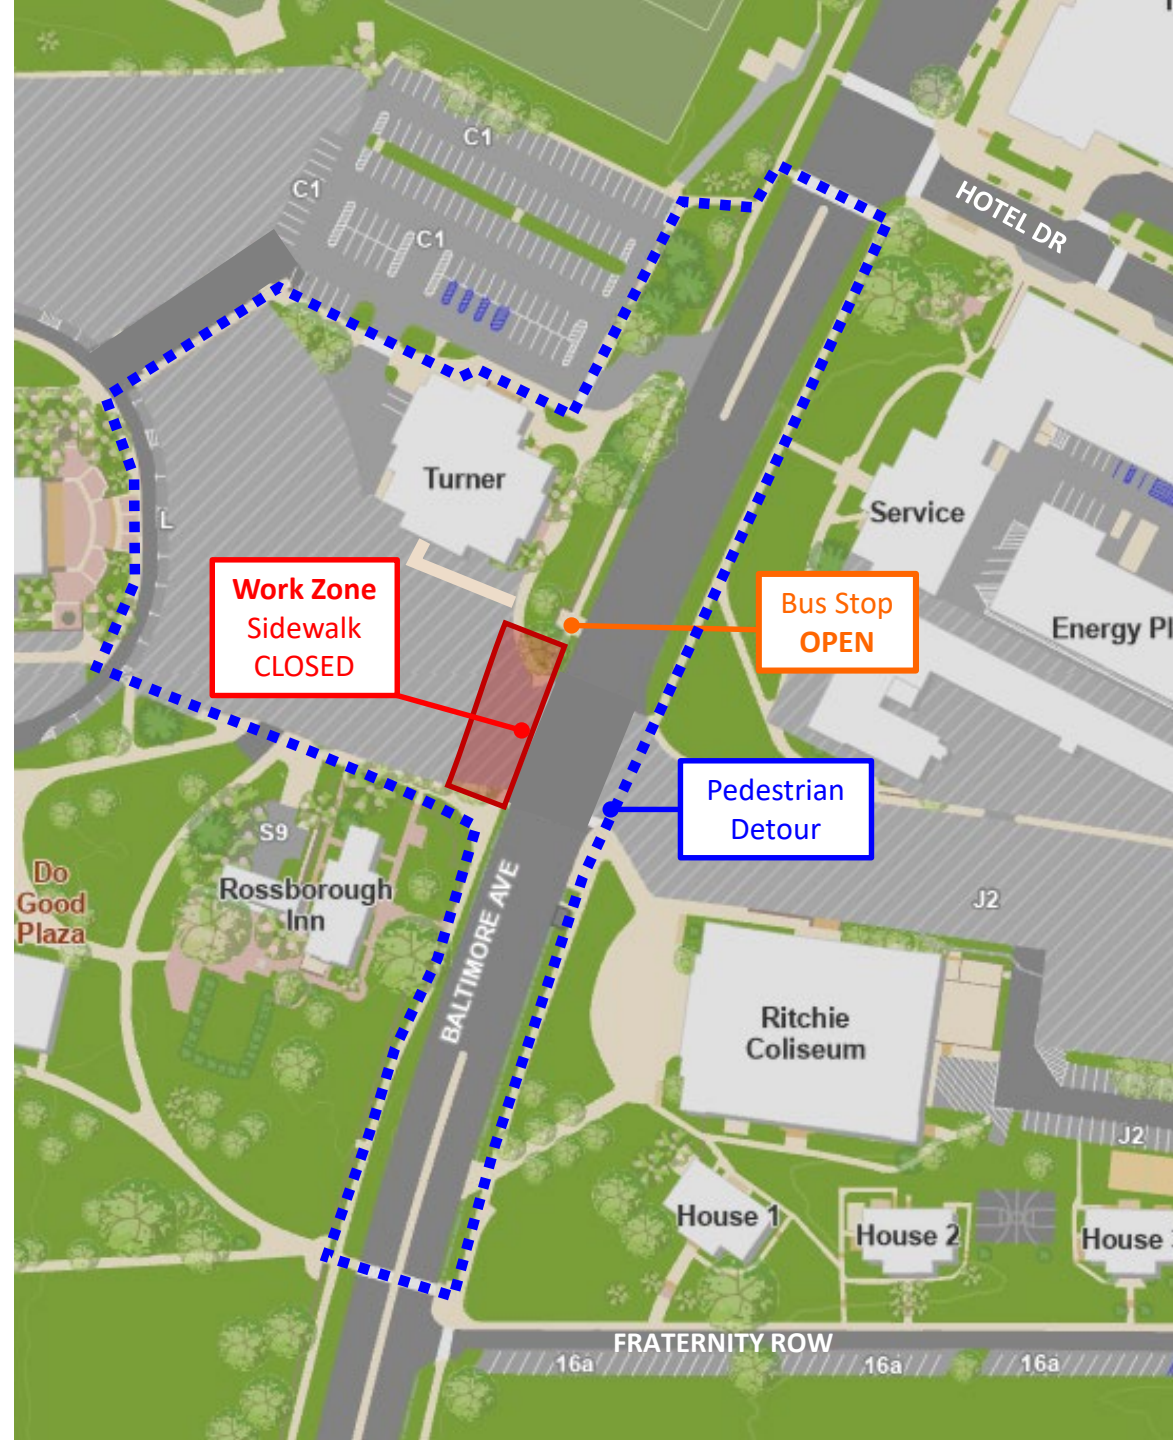 C1
C1
C1
HOTEL DR
Turner
Service
L
Work Zone
Sidewalk
CLOSED
Bus Stop
OPEN
Energy Pl
Pedestrian
Detour
S9
Do
Good
Plaza
Rossborough
Inn
BALTIMORE AVE
J2
Ritchie
Coliseum
J2
House 1
House 2
House
FRATERNITY ROW
16a
16a
16a